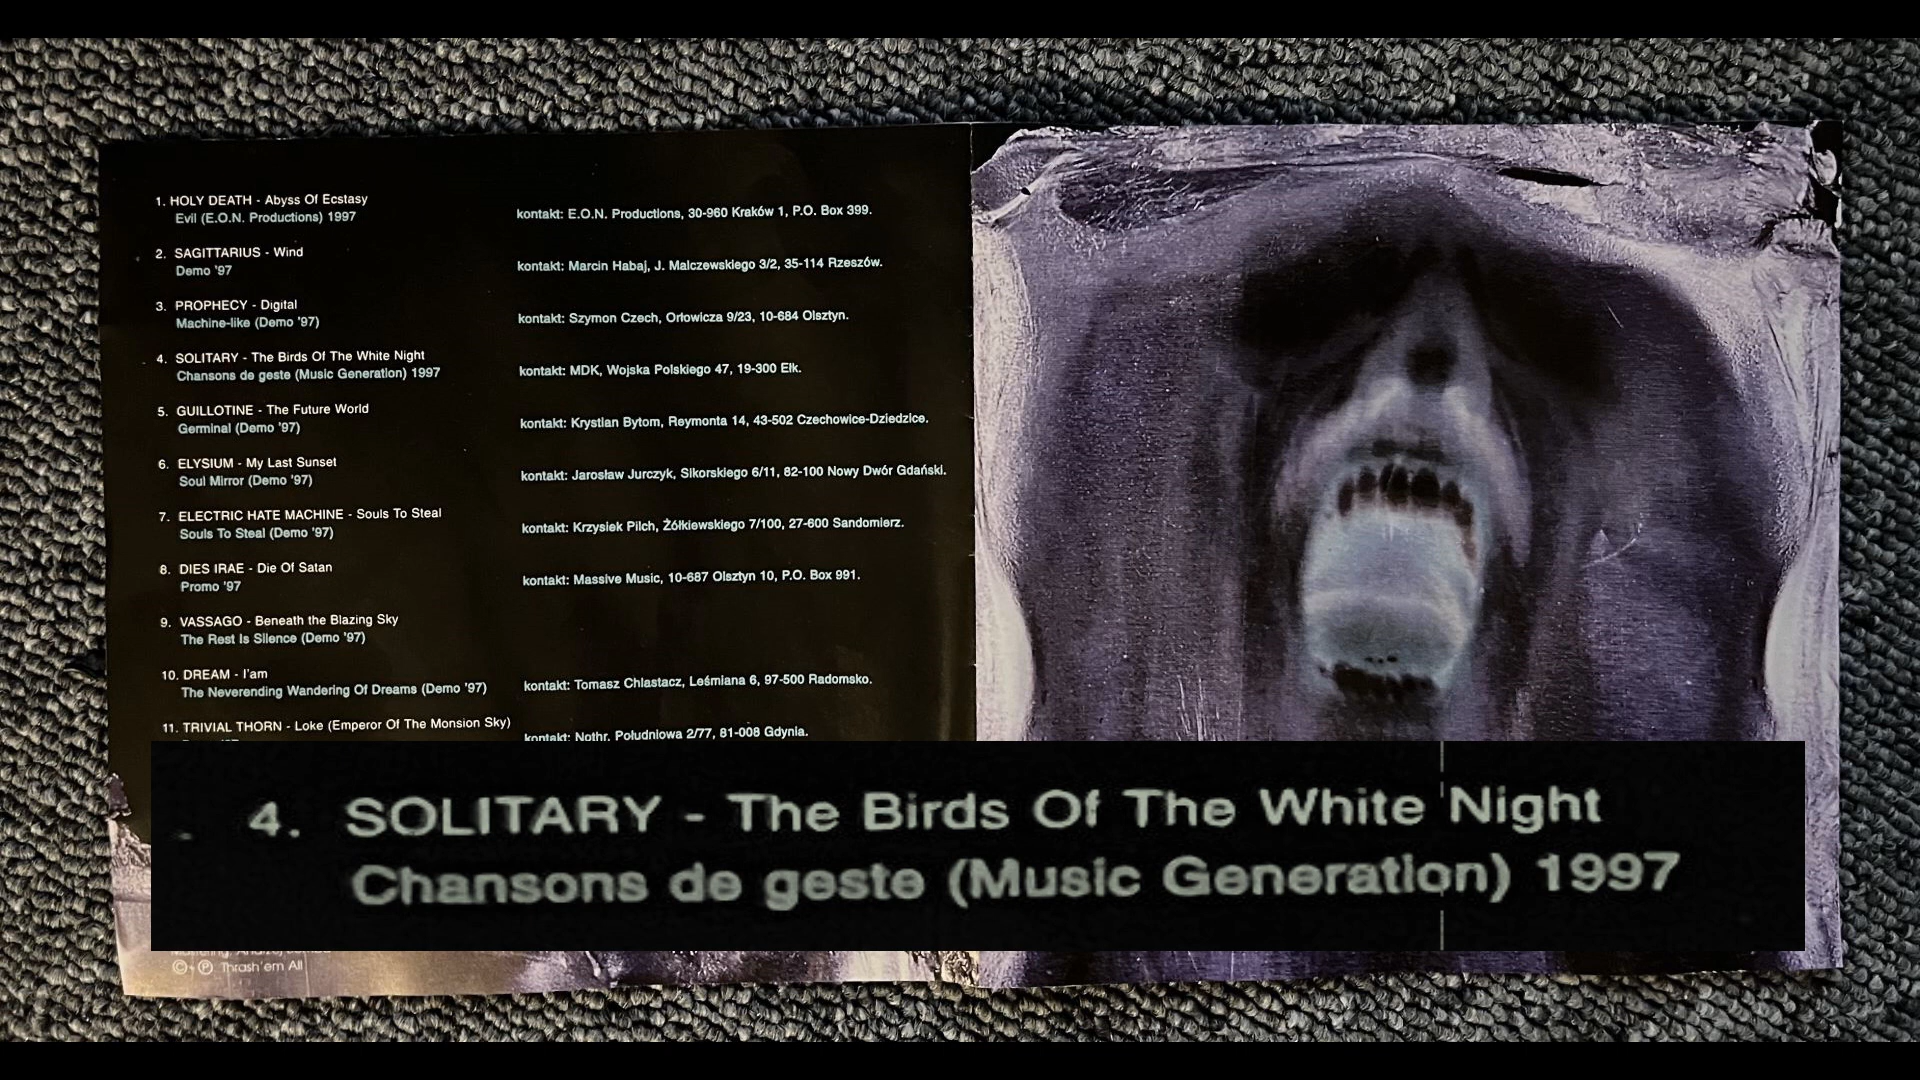 1. HOLY DEATH - Abyss Of Ecstasy
Evil (E.O.N. Productions) 1997
kontakt: E.O.N. Productions, 30-960 Kraków 1, P.O. Box 399.
2. SAGITTARIUS - Wind
Demo '97
kontakt: Marcin Habaj, J. Malczewskiego 3/2, 35-114 Rzeszów.
3. PROPHECY - Digital
Machine-like (Demo '97)
kontakt: Szymon Czech, Orłowicza 9/23, 10-684 Olsztyn.
4. SOLITARY - The Birds Of The White Night
Chansons de geste (Music Generation) 1997
kontakt: MDK, Wojska Polskiego 47, 19-300 Ełk.
5. GUILLOTINE - The Future World
Germinal (Demo '97)
kontakt: Krystian Bytom, Reymonta 14, 43-502 Czechowice-Dziedzice.
6. ELYSIUM - My Last Sunset
Soul Mirror (Demo '97)
kontakt: Jarosław Jurczyk, Sikorskiego 6/11, 82-100 Nowy Dwór Gdański.
7. ELECTRIC HATE MACHINE - Souls To Steal
Souls To Steal (Demo '97)
kontakt: Krzysiek Pilch, Żółkiewskiego 7/100, 27-600 Sandomierz.
8. DIES IRAE - Die Of Satan
Promo '97
kontakt: Massive Music, 10-687 Olsztyn 10, P.O. Box 991.
9. VASSAGO - Beneath the Blazing Sky
The Rest Is Silence (Demo '97)
10. DREAM - I'am
The Neverending Wandering Of Dreams (Demo '97)
kontakt: Tomasz Chlastacz, Leśmiana 6, 97-500 Radomsko.
11. TRIVIAL THORN - Loke (Emperor Of The Monsion Sky)
kontakt: Nothr, Południowa 2/77, 81-008 Gdynia.
4. SOLITARY - The Birds Of The White Night
Chansons de geste (Music Generation) 1997
©+℗ Thrash'em All